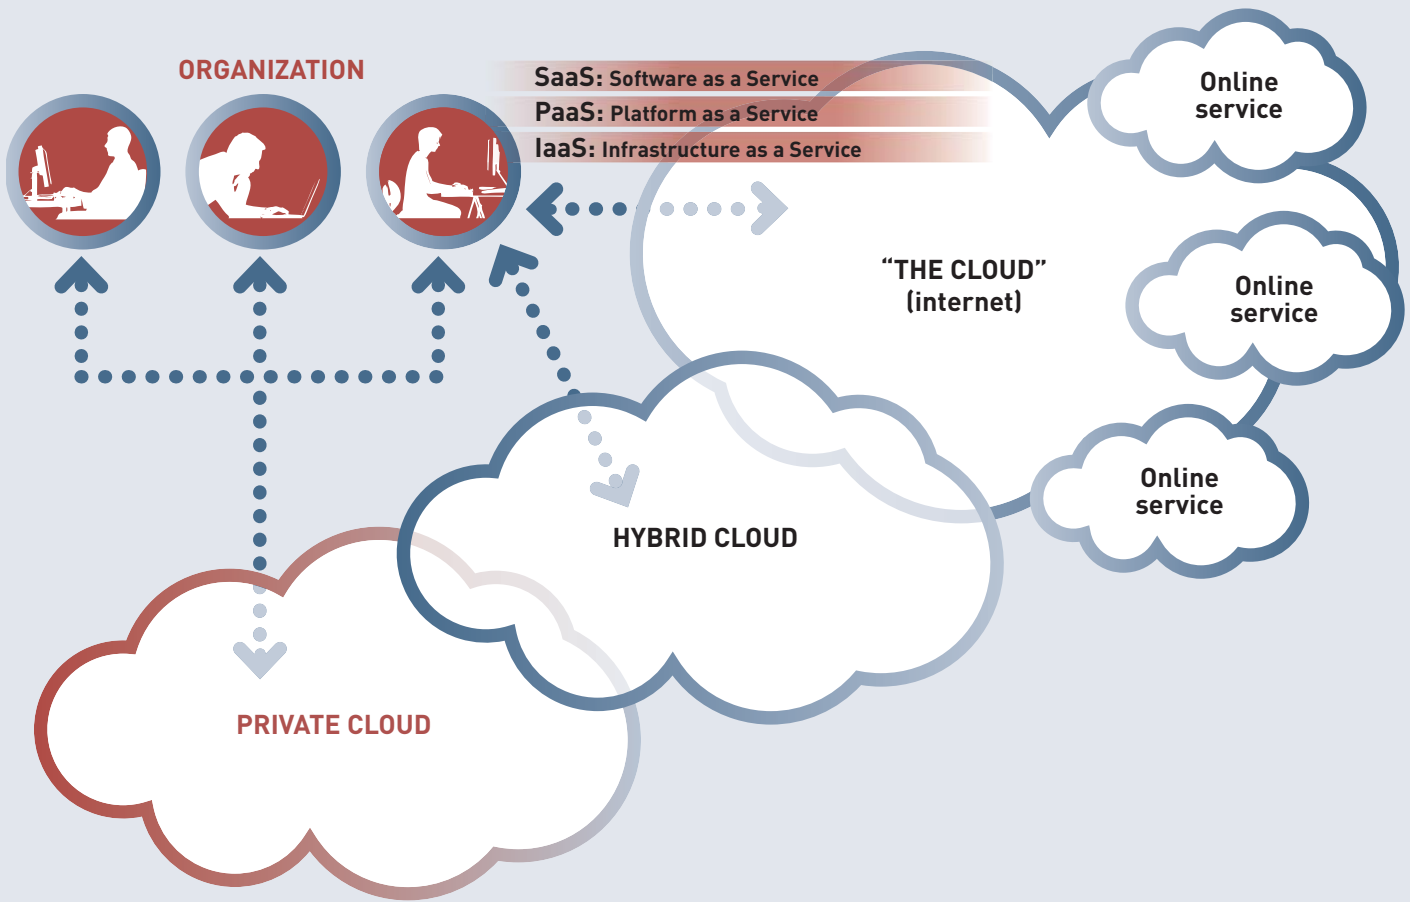 ORGANIZATION
SaaS: Software as a Service
PaaS: Platform as a Service
IaaS: Infrastructure as a Service
Online
service
“THE CLOUD”
(internet)
Online
service
Online
service
HYBRID CLOUD
PRIVATE CLOUD